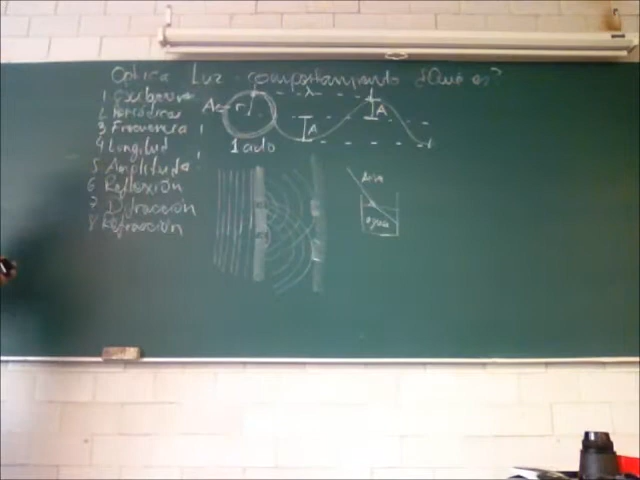 Optica Luz - comportamiento ¿Qué es?
1
2 Periódicas
3 Frecuencia
4 Longitud
5 Amplitud
6 Reflexión
7 Difracción
8 Refracción
A
r
λ
A
A
1 ciclo
Aire
agua